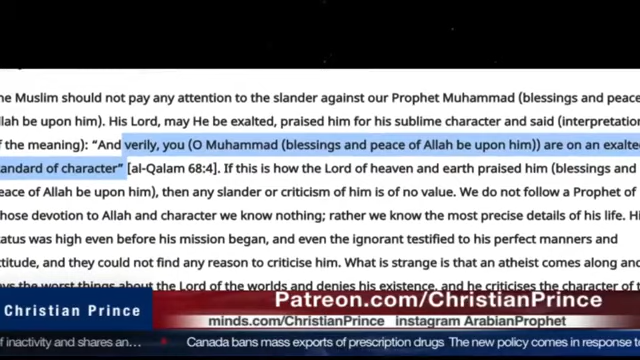 he Muslim should not pay any attention to the slander against our Prophet Muhammad (blessings and peace
llah be upon him). His Lord, may He be exalted, praised him for his sublime character and said (interpretation
f the meaning): "And verily, you (O Muhammad (blessings and peace of Allah be upon him)) are on an exalted
tandard of character" [al-Qalam 68:4]. If this is how the Lord of heaven and earth praised him (blessings and
eace of Allah be upon him), then any slander or criticism of him is of no value. We do not follow a Prophet of
hose devotion to Allah and character we know nothing; rather we know the most precise details of his life. Hi
tatus was high even before his mission began, and even the ignorant testified to his perfect manners and
ttitude, and they could not find any reason to criticise him. What is strange is that an atheist comes along and
ays the worst things about the Lord of the worlds and denies his existence, and he criticises the character of t
Christian Prince
Patreon.com/ChristianPrince
minds.com/ChristianPrince instagram ArabianProphet
of inactivity and shares an... Canada bans mass exports of prescription drugs The new policy comes in response t